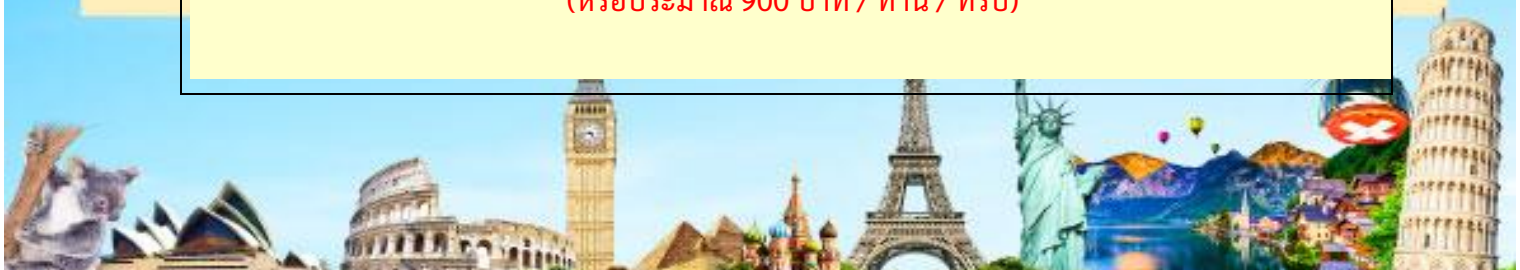 (หรือประมาณ 900 บาท / ท่าน / ทริป)